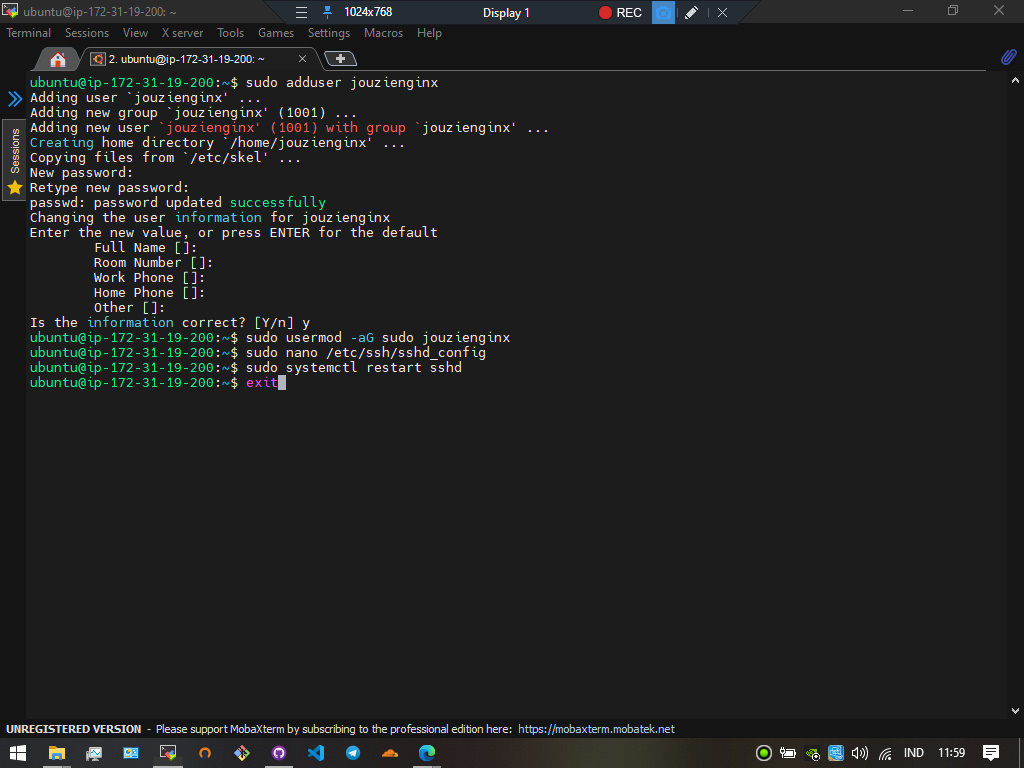 ubuntu@ip-172-31-19-200: ~
1024x768
Display 1
REC
Terminal Sessions View X server Tools Games Settings Macros Help
2. ubuntu@ip-172-31-19-200: ~
Sessions
ubuntu@ip-172-31-19-200:~$ sudo adduser jouzienginx
Adding user `jouzienginx' ...
Adding new group `jouzienginx' (1001) ...
Adding new user `jouzienginx' (1001) with group `jouzienginx' ...
Creating home directory `/home/jouzienginx' ...
Copying files from `/etc/skel' ...
New password:
Retype new password:
passwd: password updated successfully
Changing the user information for jouzienginx
Enter the new value, or press ENTER for the default
Full Name []:
Room Number []:
Work Phone []:
Home Phone []:
Other []:
Is the information correct? [Y/n] y
ubuntu@ip-172-31-19-200:~$ sudo usermod -aG sudo jouzienginx
ubuntu@ip-172-31-19-200:~$ sudo nano /etc/ssh/sshd_config
ubuntu@ip-172-31-19-200:~$ sudo systemctl restart sshd
ubuntu@ip-172-31-19-200:~$ exit
UNREGISTERED VERSION - Please support MobaXterm by subscribing to the professional edition here: https://mobaxterm.mobatek.net
IND 11:59